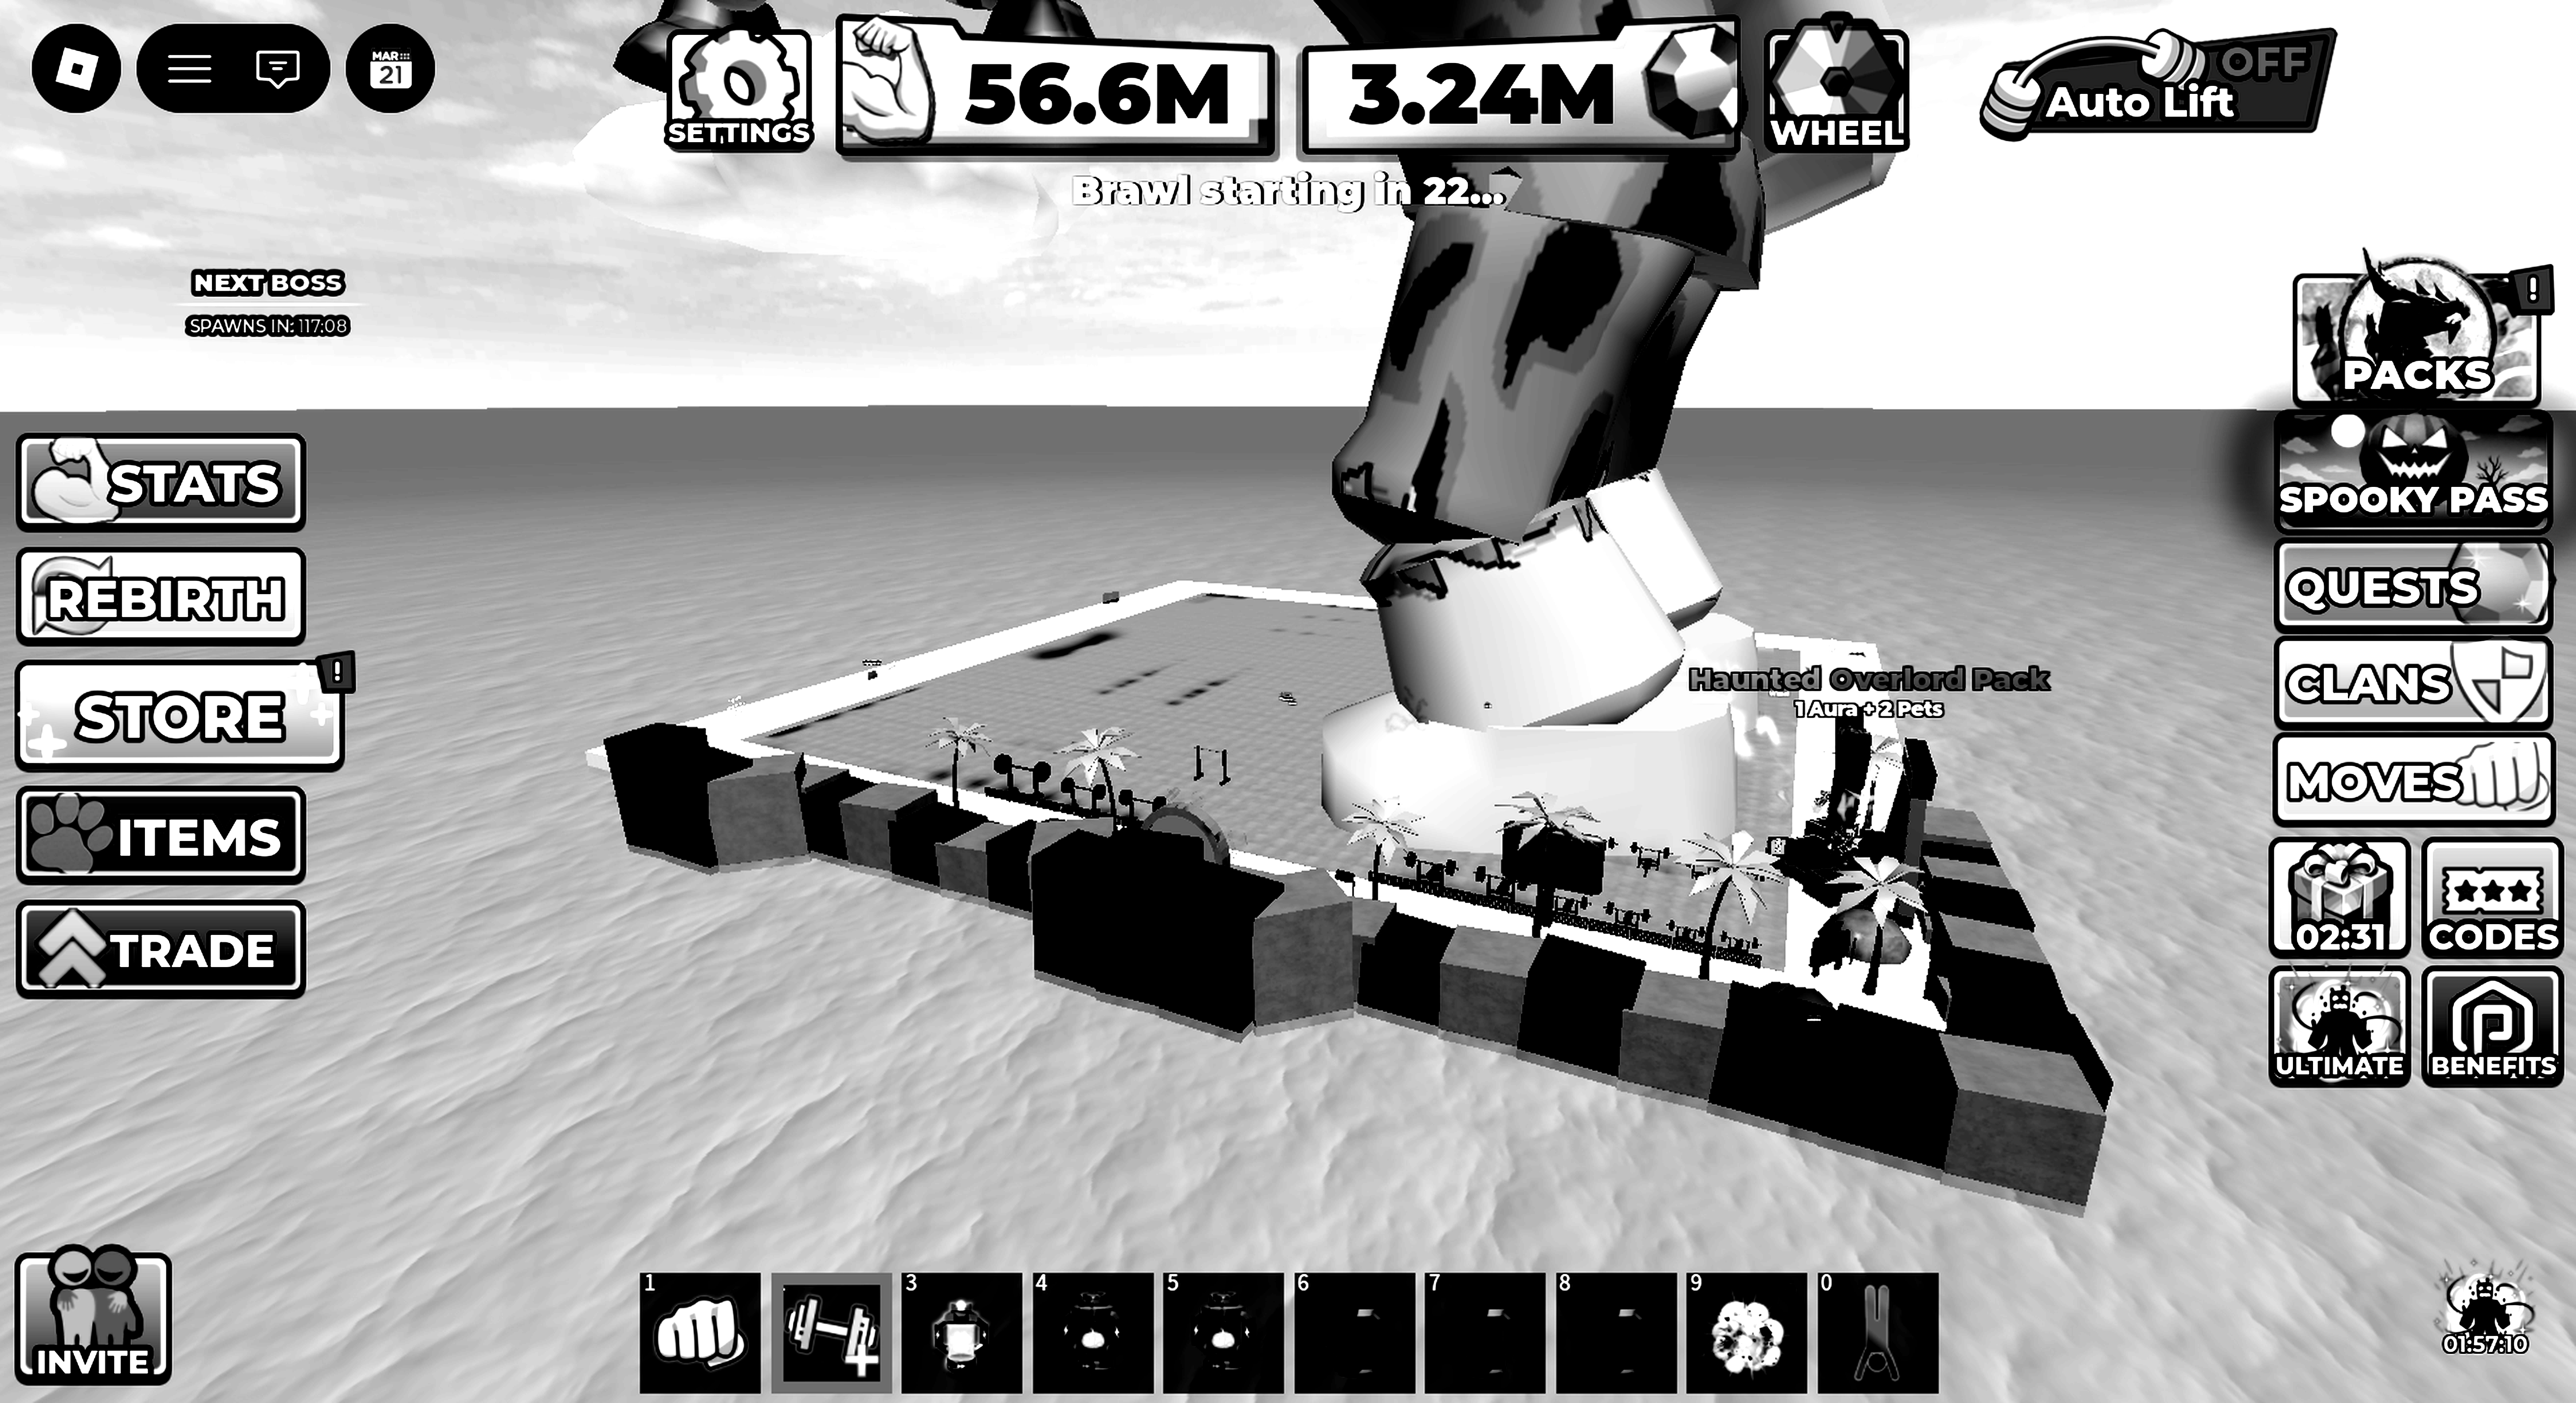 MAR
21
SETTINGS
56.6M
3.24M
WHEEL
OFF
Auto Lift
Brawl starting in 22...
NEXT BOSS
SPAWNS IN: 117:08
PACKS
!
SPOOKY PASS
STATS
REBIRTH
QUESTS
STORE
!
CLANS
Haunted Overlord Pack
1 Aura + 2 Pets
MOVES
ITEMS
TRADE
02:31
CODES
ULTIMATE
BENEFITS
INVITE
1
3
4
5
6
7
8
9
0
01:57:10